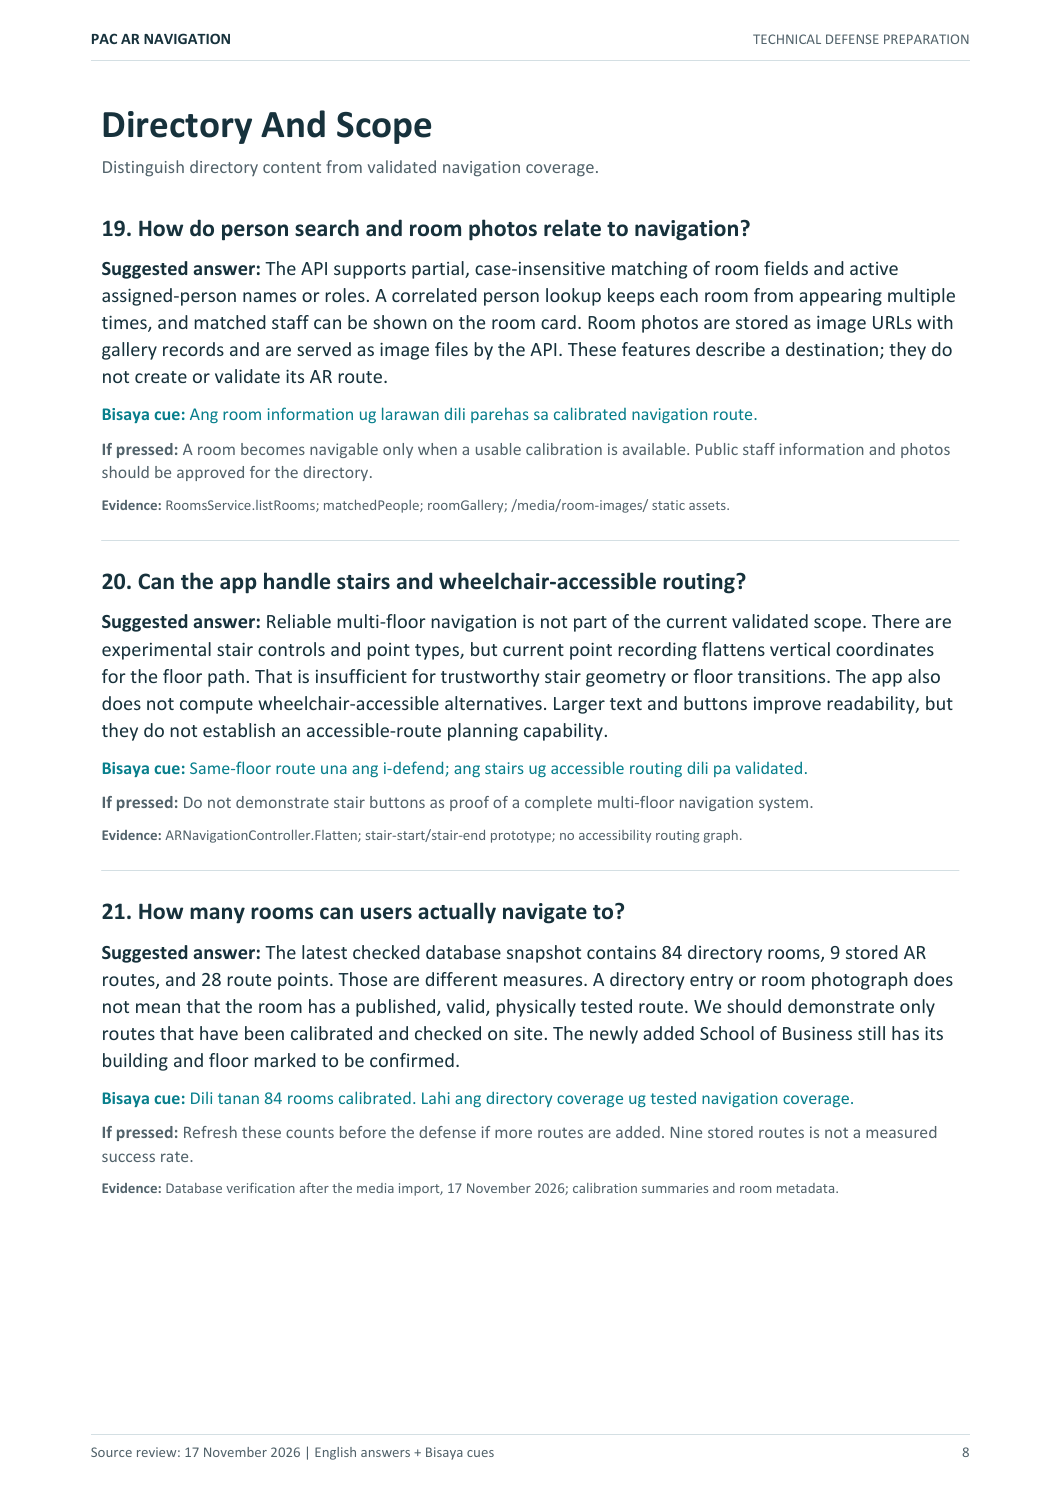 PAC AR NAVIGATION
TECHNICAL DEFENSE PREPARATION
Directory And Scope
Distinguish directory content from validated navigation coverage.
19. How do person search and room photos relate to navigation?
Suggested answer: The API supports partial, case-insensitive matching of room fields and active
assigned-person names or roles. A correlated person lookup keeps each room from appearing multiple
times, and matched staff can be shown on the room card. Room photos are stored as image URLs with
gallery records and are served as image files by the API. These features describe a destination; they do
not create or validate its AR route.
Bisaya cue: Ang room information ug larawan dili parehas sa calibrated navigation route.
If pressed: A room becomes navigable only when a usable calibration is available. Public staff information and photos
should be approved for the directory.
Evidence: RoomsService.listRooms; matchedPeople; roomGallery; /media/room-images/ static assets.
20. Can the app handle stairs and wheelchair-accessible routing?
Suggested answer: Reliable multi-floor navigation is not part of the current validated scope. There are
experimental stair controls and point types, but current point recording flattens vertical coordinates
for the floor path. That is insufficient for trustworthy stair geometry or floor transitions. The app also
does not compute wheelchair-accessible alternatives. Larger text and buttons improve readability, but
they do not establish an accessible-route planning capability.
Bisaya cue: Same-floor route una ang i-defend; ang stairs ug accessible routing dili pa validated.
If pressed: Do not demonstrate stair buttons as proof of a complete multi-floor navigation system.
Evidence: ARNavigationController.Flatten; stair-start/stair-end prototype; no accessibility routing graph.
21. How many rooms can users actually navigate to?
Suggested answer: The latest checked database snapshot contains 84 directory rooms, 9 stored AR
routes, and 28 route points. Those are different measures. A directory entry or room photograph does
not mean that the room has a published, valid, physically tested route. We should demonstrate only
routes that have been calibrated and checked on site. The newly added School of Business still has its
building and floor marked to be confirmed.
Bisaya cue: Dili tanan 84 rooms calibrated. Lahi ang directory coverage ug tested navigation coverage.
If pressed: Refresh these counts before the defense if more routes are added. Nine stored routes is not a measured
success rate.
Evidence: Database verification after the media import, 17 November 2026; calibration summaries and room metadata.
Source review: 17 November 2026 | English answers + Bisaya cues
8